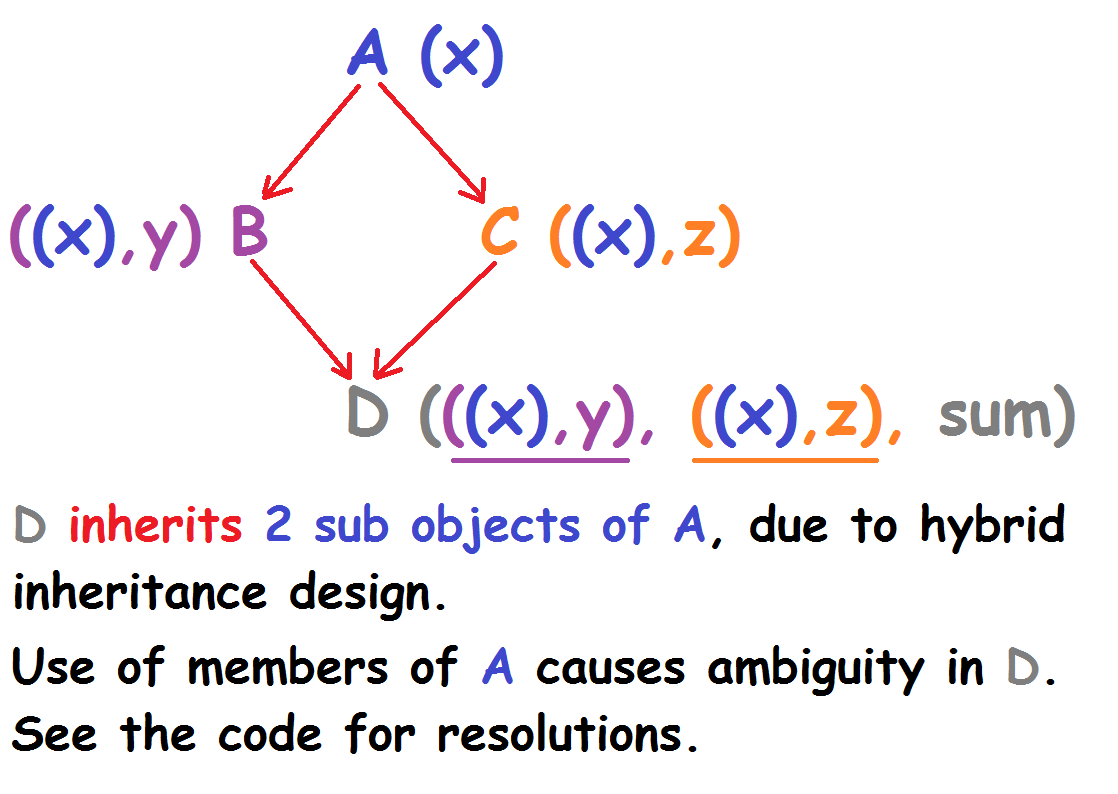 A (x)
((x),y) B C ((x),z)
D (((x),y), ((x),z), sum)
D inherits 2 sub objects of A, due to hybrid
inheritance design.
Use of members of A causes ambiguity in D.
See the code for resolutions.